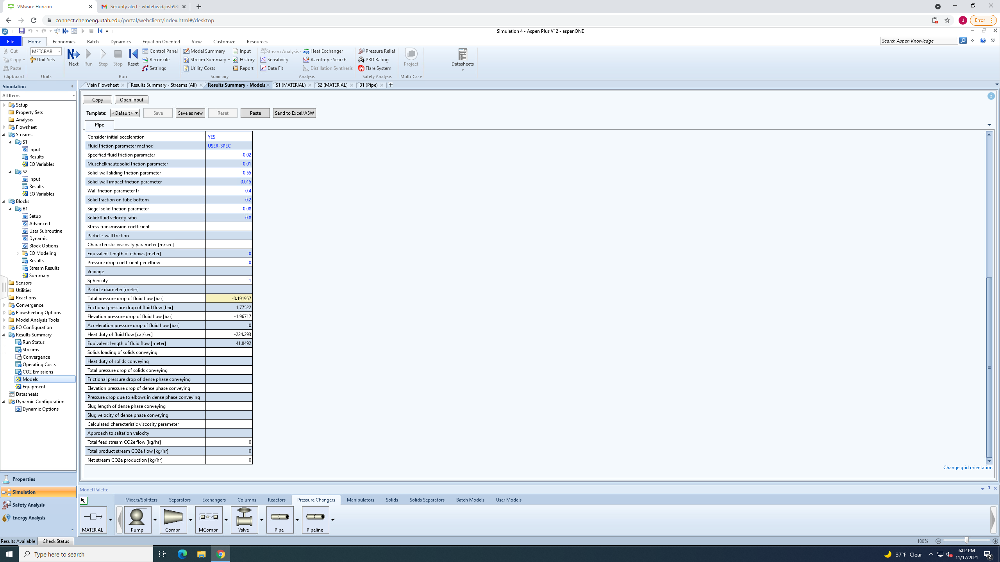 VMware Horizon
Security alert - whitehead.josh98
connect.chemeng.utah.edu/portal/webclient/index.html#/desktop
J
Error
Simulation 4 - Aspen Plus V12 - aspenONE
File Home Economics Batch Dynamics Equation Oriented View Customize Resources
Search Aspen Knowledge
Cut METCBAR Control Panel Model Summary Input Stream Analysis Heat Exchanger Pressure Relief
Copy Unit Sets Reconcile Stream Summary History Sensitivity Azeotrope Search PRD Rating
Next Run Step Stop Reset Project Datasheets
Paste Settings Utility Costs Report Data Fit Distillation Synthesis Flare System
Clipboard Units Run Summary Analysis Safety Analysis Multi-Case
Simulation
Main Flowsheet Results Summary - Streams (All) Results Summary - Models S1 (MATERIAL) S2 (MATERIAL) B1 (Pipe)
All Items
Setup
Property Sets
Analysis
Flowsheet
Streams
S1
Input
Results
EO Variables
S2
Input
Results
EO Variables
Blocks
B1
Setup
Advanced
User Subroutine
Dynamic
Block Options
EO Modeling
Results
Stream Results
Summary
Sensors
Utilities
Reactions
Convergence
Flowsheeting Options
Model Analysis Tools
EO Configuration
Results Summary
Run Status
Streams
Convergence
Operating Costs
CO2 Emissions
Models
Equipment
Datasheets
Dynamic Configuration
Dynamic Options
Properties
Simulation
Safety Analysis
Energy Analysis
Copy Open Input
Template: <Default> Save Save as new Reset Paste Send to Excel/ASW
Pipe
Consider initial acceleration YES
Fluid friction parameter method USER-SPEC
Specified fluid friction parameter 0.02
Muschelknautz solid friction parameter 0.01
Solid-wall sliding friction parameter 0.55
Solid-wall impact friction parameter 0.015
Wall friction parameter fr 0.4
Solid fraction on tube bottom 0.2
Siegel solid friction parameter 0.08
Solid/fluid velocity ratio 0.8
Stress transmission coefficient
Particle-wall friction
Characteristic viscosity parameter [m/sec]
Equivalent length of elbows [meter] 0
Pressure drop coefficient per elbow 0
Voidage
Sphericity 1
Particle diameter [meter]
Total pressure drop of fluid flow [bar] -0.191957
Frictional pressure drop of fluid flow [bar] 1.77522
Elevation pressure drop of fluid flow [bar] -1.96717
Acceleration pressure drop of fluid flow [bar] 0
Heat duty of fluid flow [cal/sec] -224.293
Equivalent length of fluid flow [meter] 41.8492
Solids loading of solids conveying
Heat duty of solids conveying
Total pressure drop of solids conveying
Frictional pressure drop of dense phase conveying
Elevation pressure drop of dense phase conveying
Pressure drop due to elbows in dense phase conveying
Slug length of dense phase conveying
Slug velocity of dense phase conveying
Calculated characteristic viscosity parameter
Approach to saltation velocity
Total feed stream CO2e flow [kg/hr] 0
Total product stream CO2e flow [kg/hr] 0
Net stream CO2e production [kg/hr] 0
Change grid orientation
Model Palette
Mixers/Splitters Separators Exchangers Columns Reactors Pressure Changers Manipulators Solids Solids Separators Batch Models User Models
MATERIAL Pump Compr MCompr Valve Pipe Pipeline
Results Available Check Status
100%
Type here to search
37°F Clear
6:02 PM
11/17/2021
2